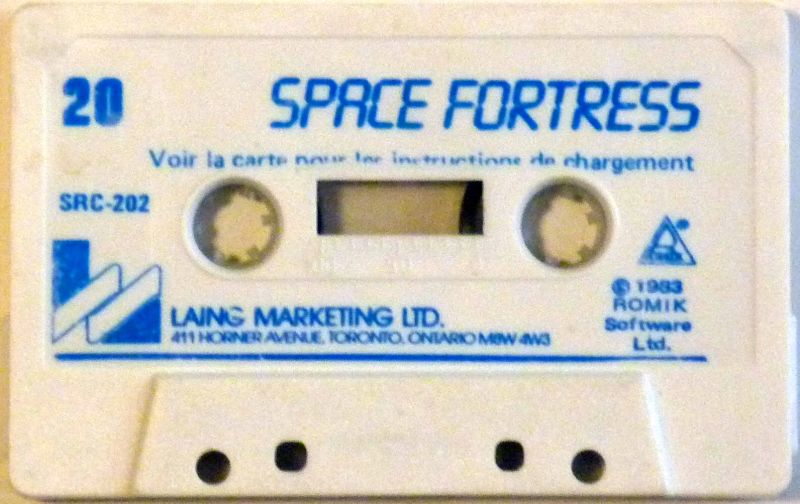 20
SPACE FORTRESS
Voir la carte pour les instructions de chargement
SRC-202
LAING MARKETING LTD.
411 HORNER AVENUE, TORONTO, ONTARIO M8W 4W3
© 1983
ROMIK
Software
Ltd.